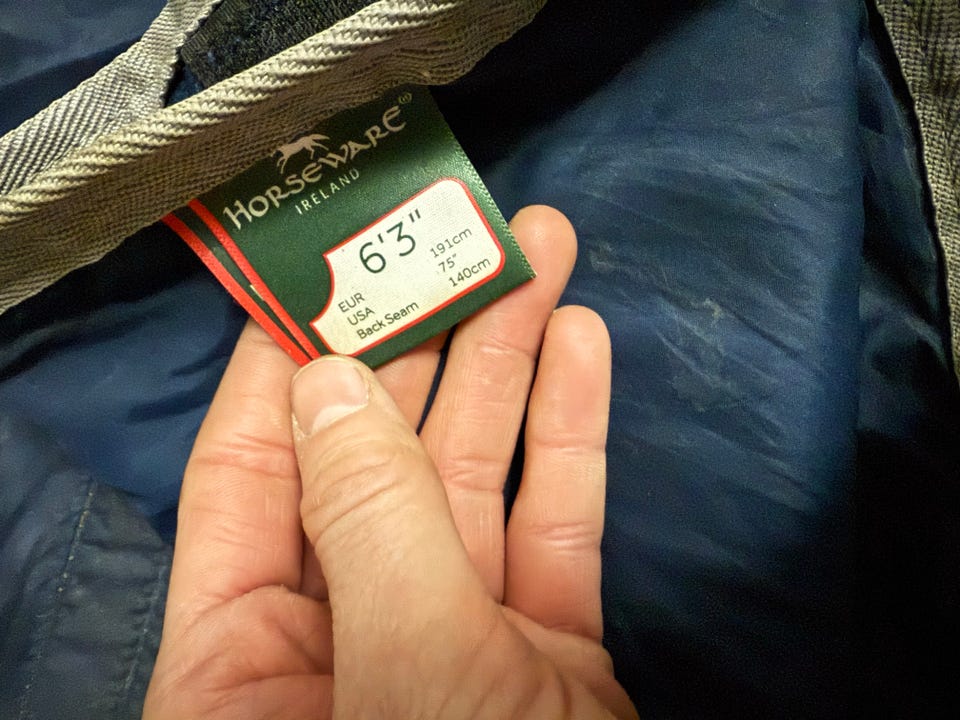 HORSEWARE®
IRELAND
6'3"
EUR 191cm
USA 75"
Back Seam 140cm